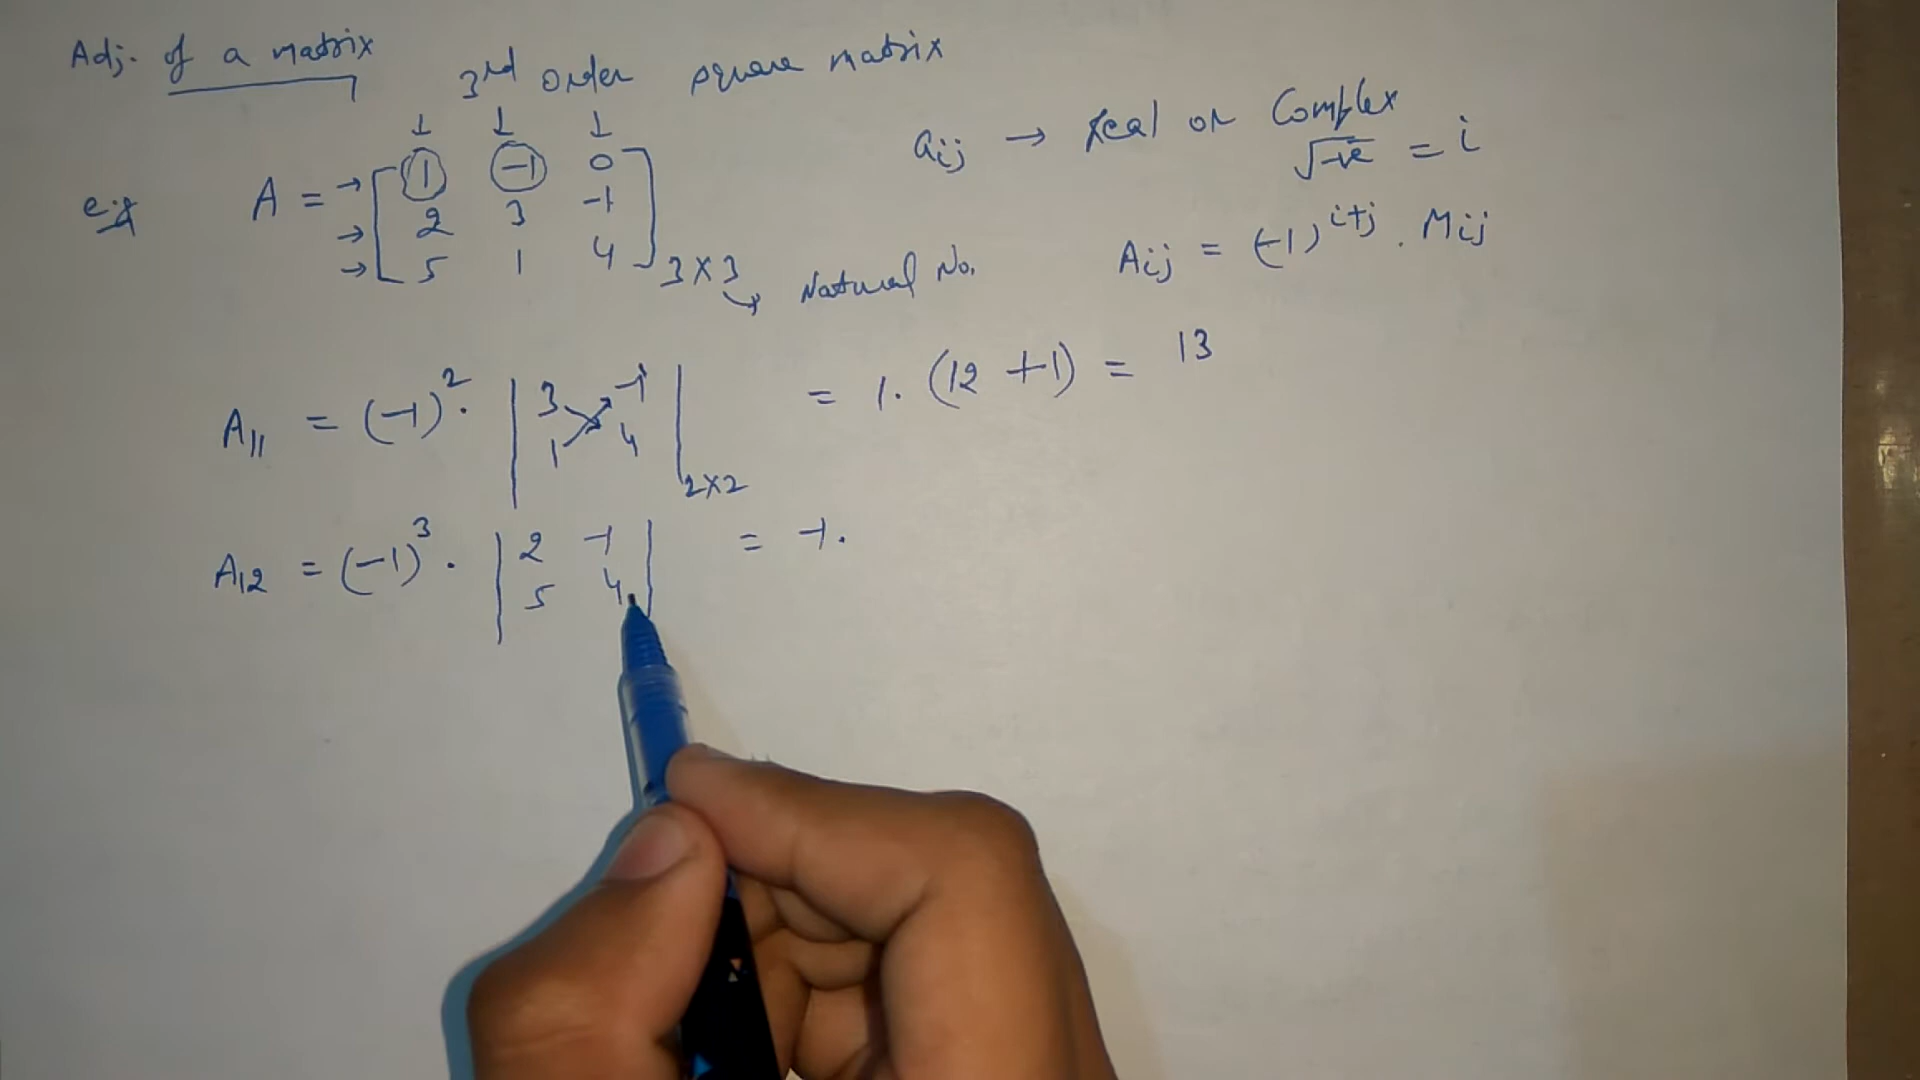 Adj. of a matrix
3rd order square matrix
aij → Real or Complex
√-ve = i
e.g A = [1 -1 0
2 3 -1
5 1 4] 3×3 → Natural No.
Aij = (-1)^i+j . Mij
A11 = (-1)^2 . |3 -1
1 4| 2×2 = 1. (12 +1) = 13
A12 = (-1)^3 . |2 -1
5 4| = -1.